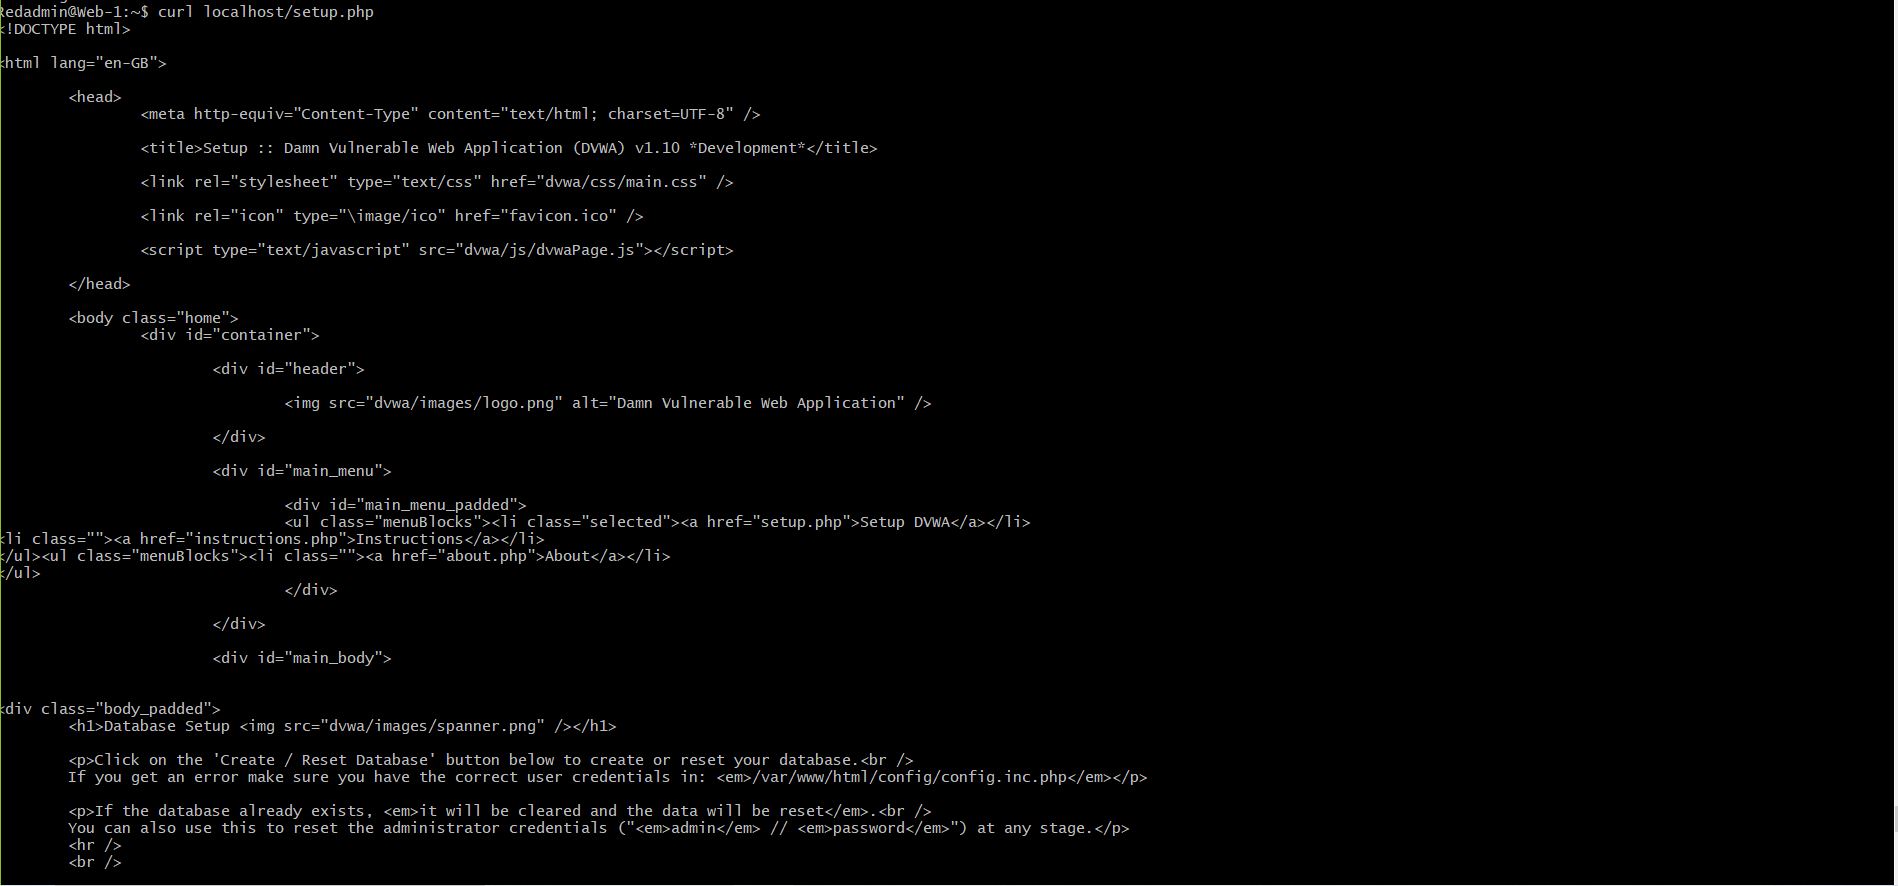 Redadmin@Web-1:~$ curl localhost/setup.php
<!DOCTYPE html>
<html lang="en-GB">
<head>
<meta http-equiv="Content-Type" content="text/html; charset=UTF-8" />
<title>Setup :: Damn Vulnerable Web Application (DVWA) v1.10 *Development*</title>
<link rel="stylesheet" type="text/css" href="dvwa/css/main.css" />
<link rel="icon" type="\image/ico" href="favicon.ico" />
<script type="text/javascript" src="dvwa/js/dvwaPage.js"></script>
</head>
<body class="home">
<div id="container">
<div id="header">
<img src="dvwa/images/logo.png" alt="Damn Vulnerable Web Application" />
</div>
<div id="main_menu">
<div id="main_menu_padded">
<ul class="menuBlocks"><li class="selected"><a href="setup.php">Setup DVWA</a></li>
<li class=""><a href="instructions.php">Instructions</a></li>
</ul><ul class="menuBlocks"><li class=""><a href="about.php">About</a></li>
</ul>
</div>
</div>
<div id="main_body">
<div class="body_padded">
<h1>Database Setup <img src="dvwa/images/spanner.png" /></h1>
<p>Click on the 'Create / Reset Database' button below to create or reset your database.<br />
If you get an error make sure you have the correct user credentials in: <em>/var/www/html/config/config.inc.php</em></p>
<p>If the database already exists, <em>it will be cleared and the data will be reset</em>.<br />
You can also use this to reset the administrator credentials ("<em>admin</em> // <em>password</em>") at any stage.</p>
<hr />
<br />